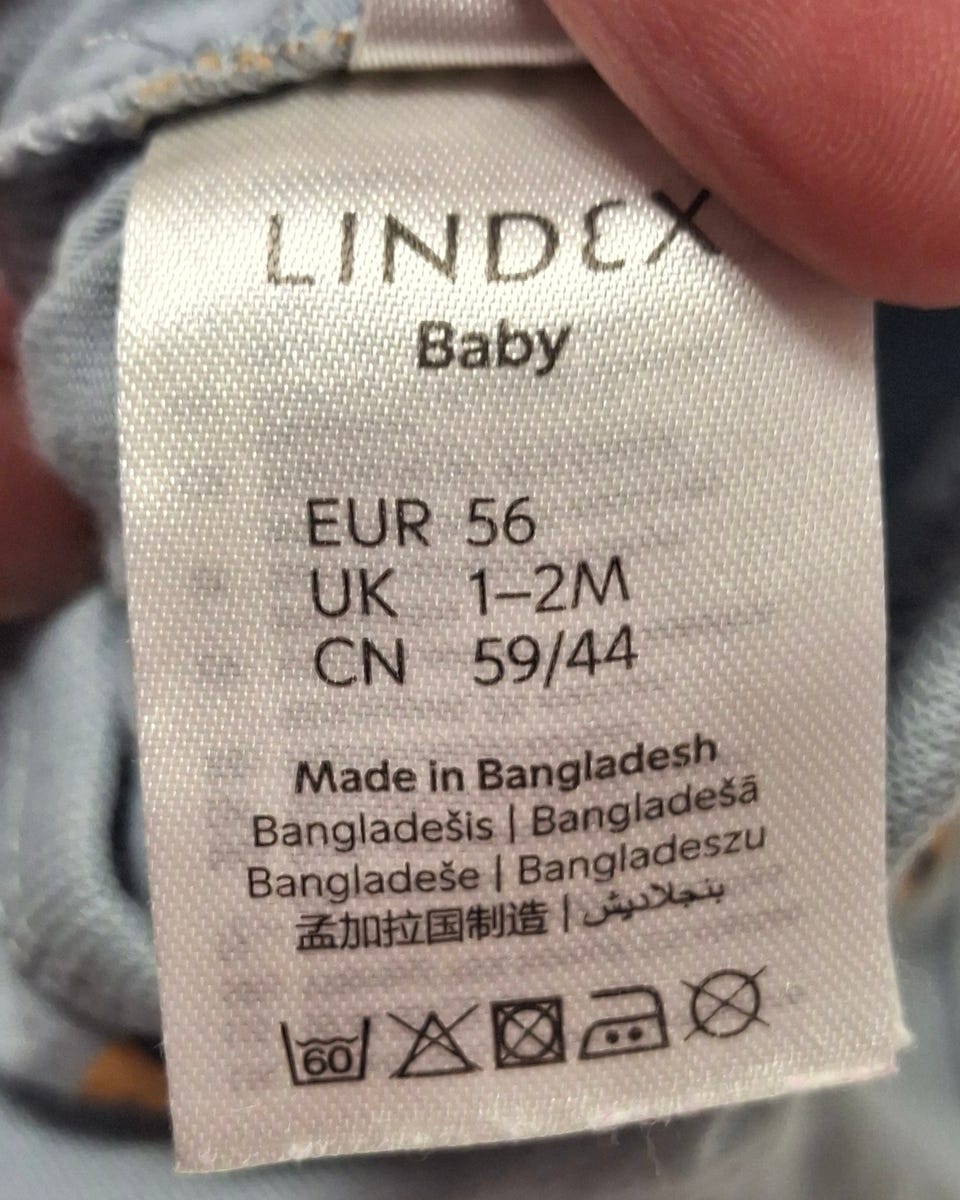 LINDEX
Baby
EUR 56
UK 1–2M
CN 59/44
Made in Bangladesh
Bangladešis | Bangladešā
Bangladeše | Bangladeszu
孟加拉国制造 | بنجلاديش
60